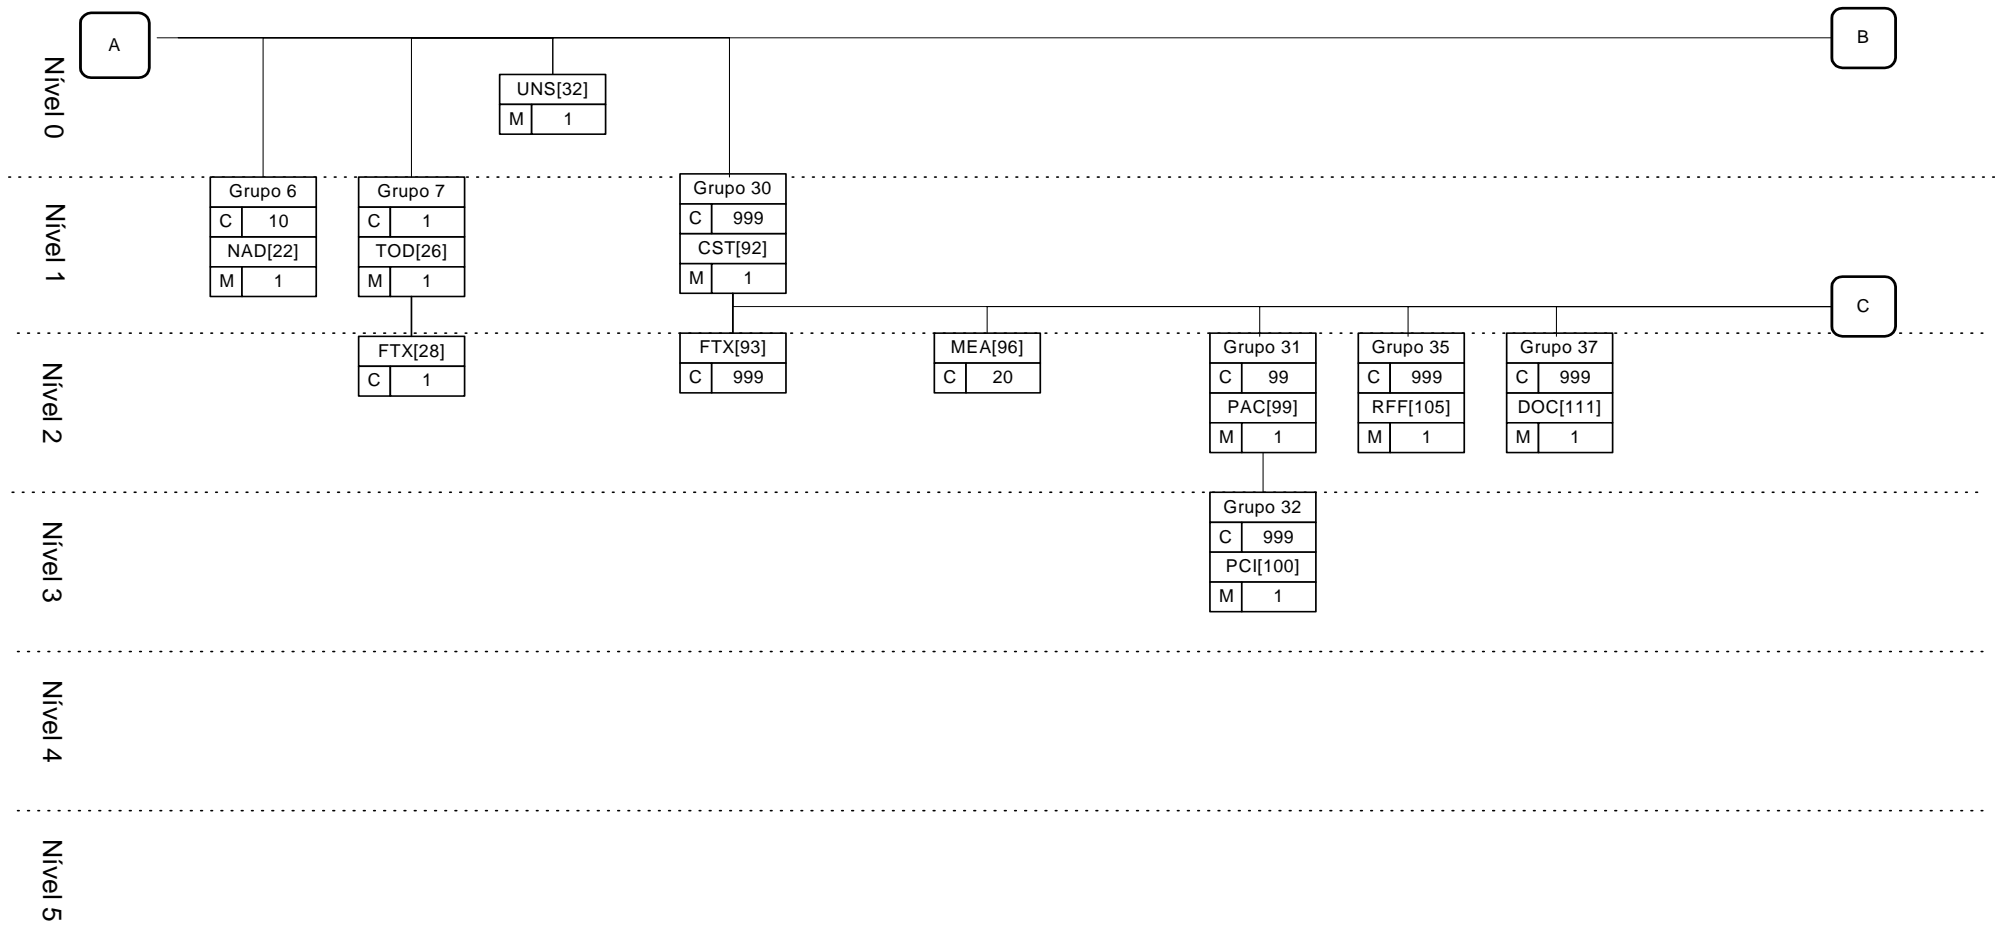 A
B
Nível 0
UNS[32]
M 1
Nível 1
Grupo 6
C 10
NAD[22]
M 1
Grupo 7
C 1
TOD[26]
M 1
Grupo 30
C 999
CST[92]
M 1
C
Nível 2
FTX[28]
C 1
FTX[93]
C 999
MEA[96]
C 20
Grupo 31
C 99
PAC[99]
M 1
Grupo 35
C 999
RFF[105]
M 1
Grupo 37
C 999
DOC[111]
M 1
Nível 3
Grupo 32
C 999
PCI[100]
M 1
Nível 4
Nível 5